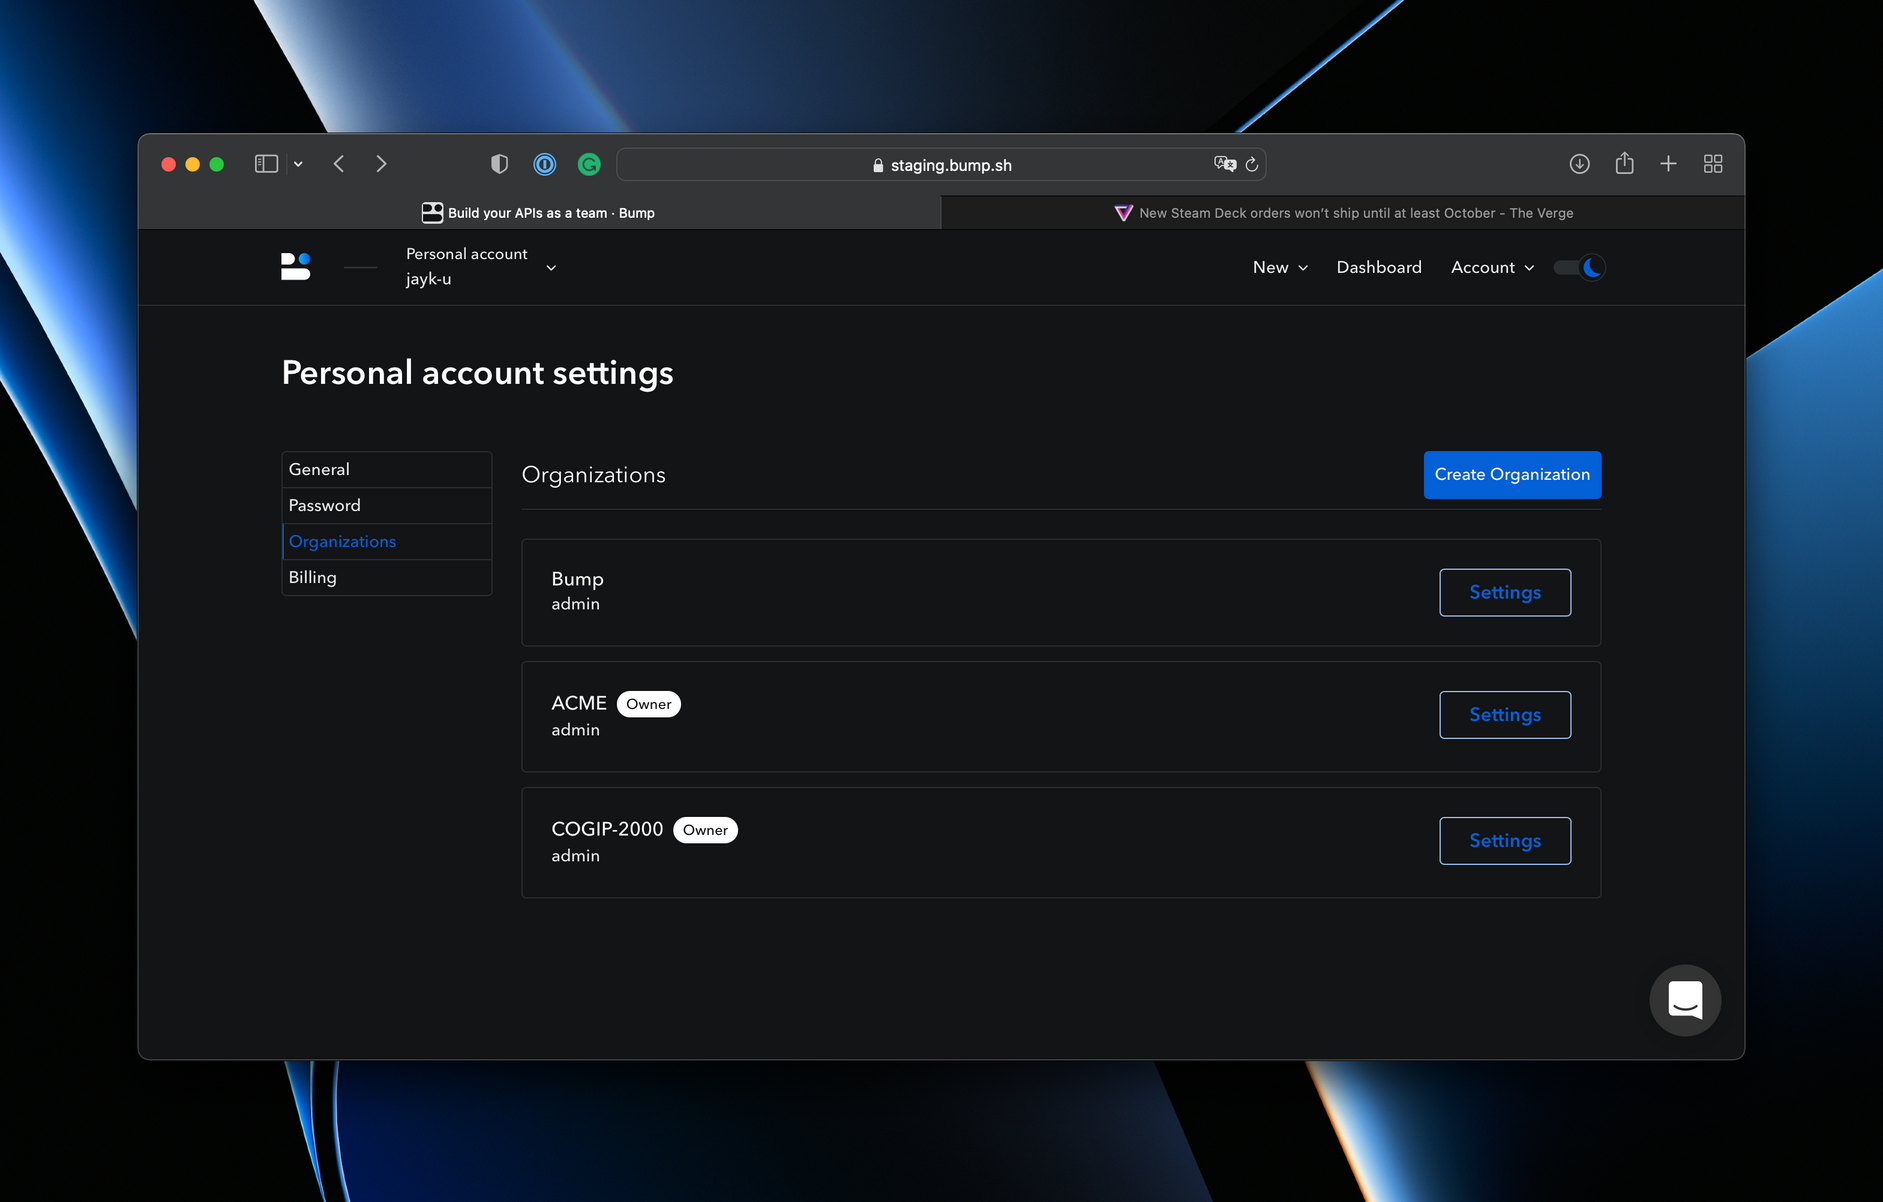 staging.bump.sh
Build your APIs as a team · Bump
New Steam Deck orders won’t ship until at least October - The Verge
Personal account
jayk-u
New
Dashboard
Account
Personal account settings
General
Password
Organizations
Billing
Organizations
Create Organization
Bump
admin
Settings
ACME Owner
admin
Settings
COGIP-2000 Owner
admin
Settings